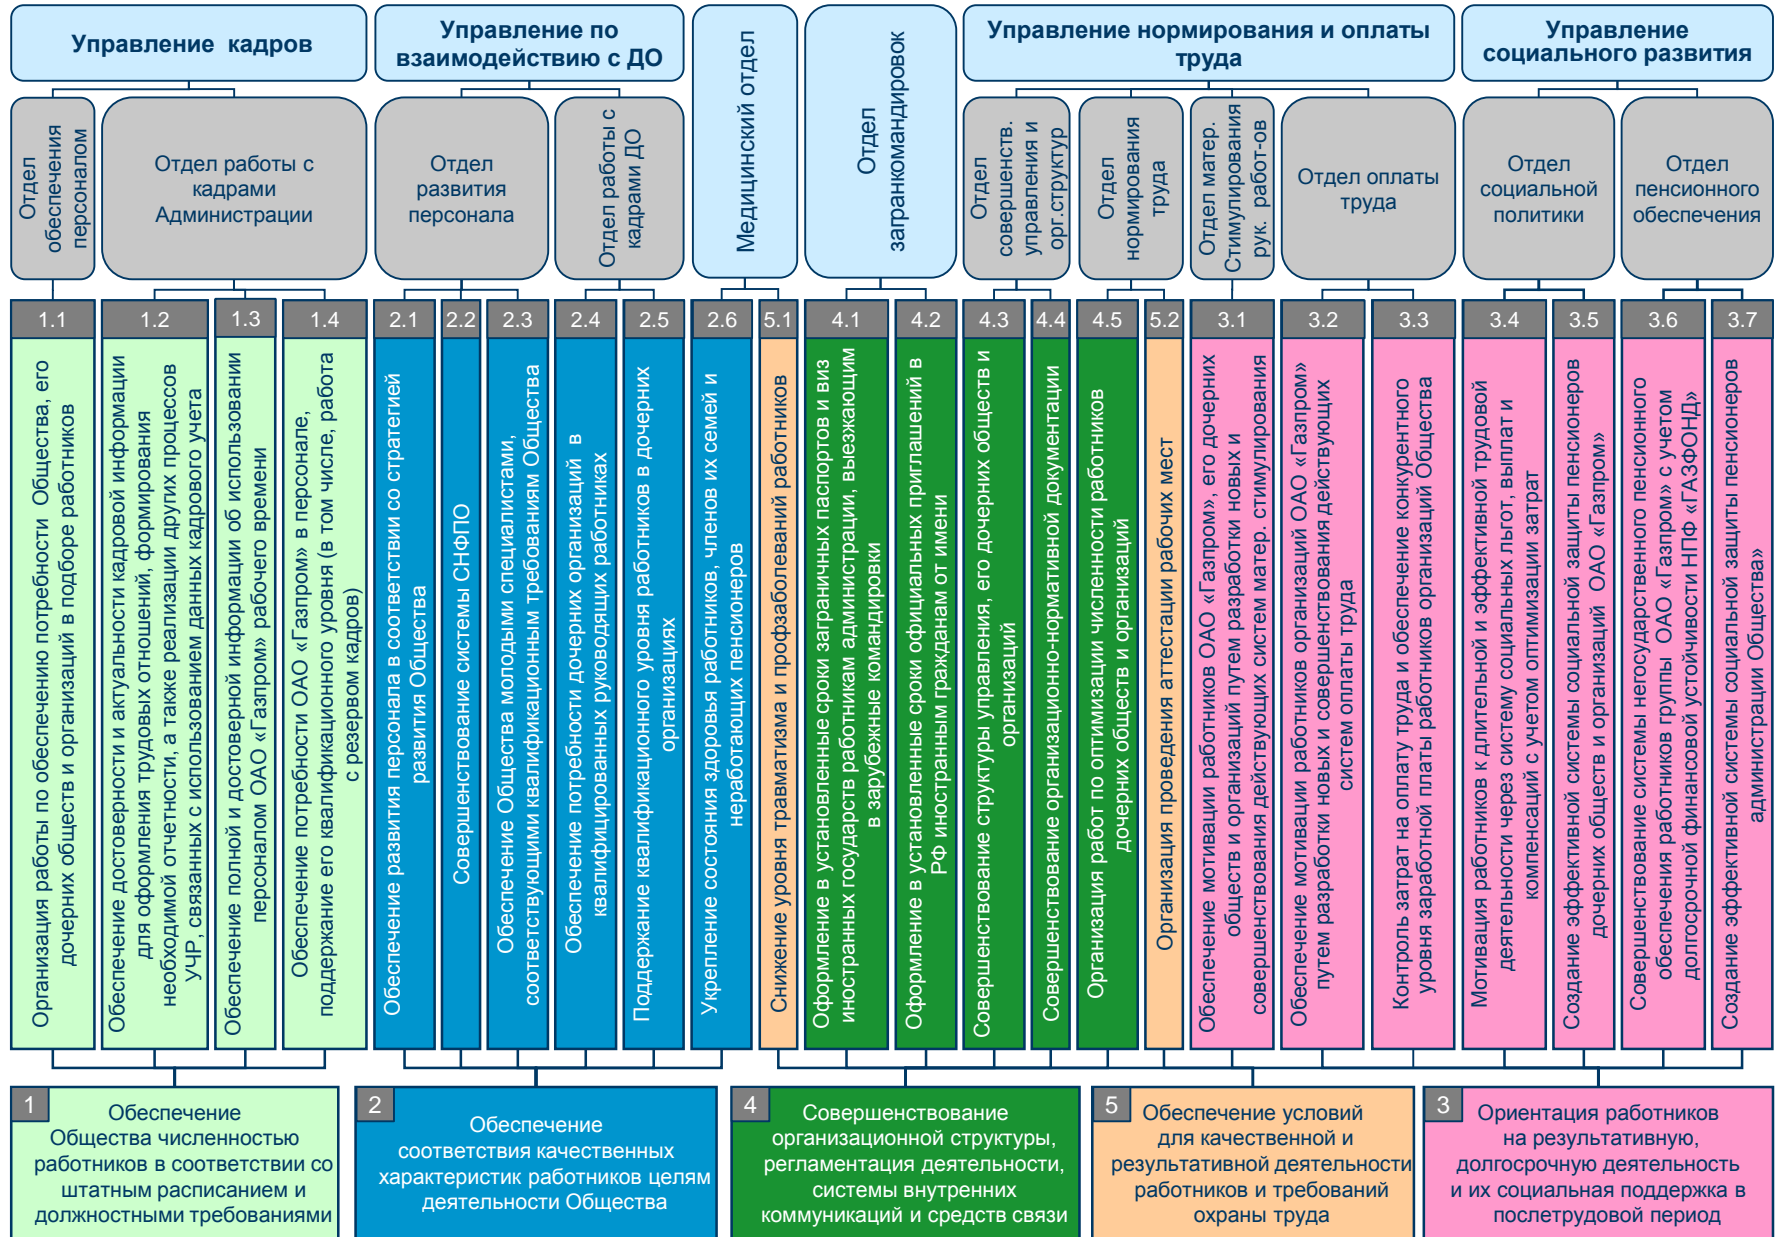 Управление кадров
Управление по
взаимодействию с ДО
Медицинский отдел
Отдел
загранкомандировок
Управление нормирования и оплаты
труда
Управление
социального развития
Отдел
обеспечения
персоналом
Отдел работы с
кадрами
Администрации
Отдел
развития
персонала
Отдел работы с
кадрами ДО
Отдел
совершенств.
управления и
орг.структур
Отдел
нормирования
труда
Отдел матер.
Стимулирования
рук. работ-ов
Отдел оплаты
труда
Отдел
социальной
политики
Отдел
пенсионного
обеспечения
1.1
Организация работы по обеспечению потребности Общества, его
дочерних обществ и организаций в подборе работников
1.2
Обеспечение достоверности и актуальности кадровой информации
для оформления трудовых отношений, формирования
необходимой отчетности, а также реализации других процессов
УЧР, связанных с использованием данных кадрового учета
1.3
Обеспечение полной и достоверной информации об использовании
персоналом ОАО «Газпром» рабочего времени
1.4
Обеспечение потребности ОАО «Газпром» в персонале,
поддержание его квалификационного уровня (в том числе, работа
с резервом кадров)
2.1
Обеспечение развития персонала в соответствии со стратегией
развития Общества
2.2
Совершенствование системы СНФПО
2.3
Обеспечение Общества молодыми специалистами,
соответствующими квалификационным требованиям Общества
2.4
Обеспечение потребности дочерних организаций в
квалифицированных руководящих работниках
2.5
Поддержание квалификационного уровня работников в дочерних
организациях
2.6
Укрепление состояния здоровья работников, членов их семей и
неработающих пенсионеров
5.1
Снижение уровня травматизма и профзаболеваний работников
4.1
Оформление в установленные сроки заграничных паспортов и виз
иностранных государств работникам администрации, выезжающим
в зарубежные командировки
4.2
Оформление в установленные сроки официальных приглашений в
РФ иностранным гражданам от имени
4.3
Совершенствование структуры управления, его дочерних обществ и
организаций
4.4
Совершенствование организационно-нормативной документации
4.5
Организация работ по оптимизации численности работников
дочерних обществ и организаций
5.2
Организация проведения аттестации рабочих мест
3.1
Обеспечение мотивации работников ОАО «Газпром», его дочерних
обществ и организаций путем разработки новых и
совершенствования действующих систем матер. стимулирования
3.2
Обеспечение мотивации работников организаций ОАО «Газпром»
путем разработки новых и совершенствования действующих
систем оплаты труда
3.3
Контроль затрат на оплату труда и обеспечение конкурентного
уровня заработной платы работников организаций Общества
3.4
Мотивация работников к длительной и эффективной трудовой
деятельности через систему социальных льгот, выплат и
компенсаций с учетом оптимизации затрат
3.5
Создание эффективной системы социальной защиты пенсионеров
дочерних обществ и организаций ОАО «Газпром»
3.6
Совершенствование системы негосударственного пенсионного
обеспечения работников группы ОАО «Газпром» с учетом
долгосрочной финансовой устойчивости НПФ «ГАЗФОНД»
3.7
Создание эффективной системы социальной защиты пенсионеров
администрации Общества»
1
Обеспечение
Общества численностью
работников в соответствии со
штатным расписанием и
должностными требованиями
2
Обеспечение
соответствия качественных
характеристик работников целям
деятельности Общества
4
Совершенствование
организационной структуры,
регламентация деятельности,
системы внутренних
коммуникаций и средств связи
5
Обеспечение условий
для качественной и
результативной деятельности
работников и требований
охраны труда
3
Ориентация работников
на результативную,
долгосрочную деятельность
и их социальная поддержка в
послетрудовой период